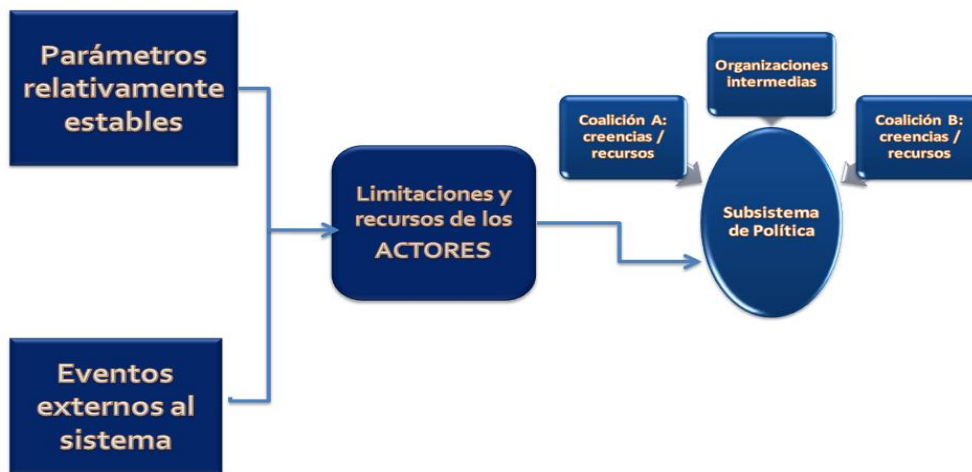 Parámetros
relativamente
estables
Eventos
externos al
sistema
Limitaciones y
recursos de los
ACTORES
Organizaciones
intermedias
Coalición A:
creencias /
recursos
Coalición B:
creencias /
recursos
Subsistema
de Política